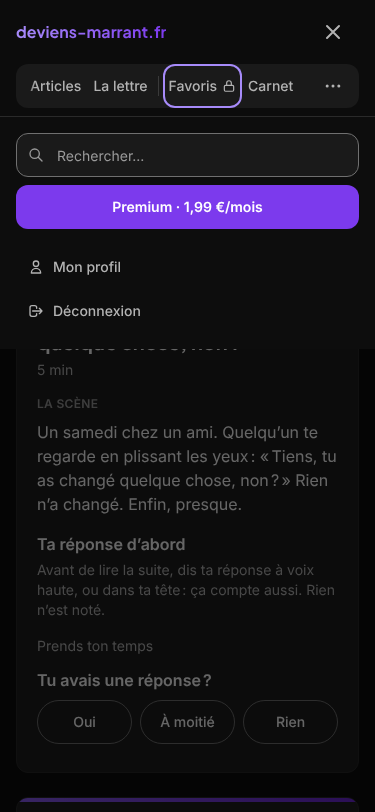 deviens-marrant.fr
Articles La lettre Favoris Carnet ...
Rechercher...
Premium · 1,99 €/mois
Mon profil
Déconnexion
5 min
LA SCÈNE
Un samedi chez un ami. Quelqu’un te
regarde en plissant les yeux : « Tiens, tu
as changé quelque chose, non ? » Rien
n’a changé. Enfin, presque.
Ta réponse d’abord
Avant de lire la suite, dis ta réponse à voix
haute, ou dans ta tête : ça compte aussi. Rien
n’est noté.
Prends ton temps
Tu avais une réponse ?
Oui À moitié Rien